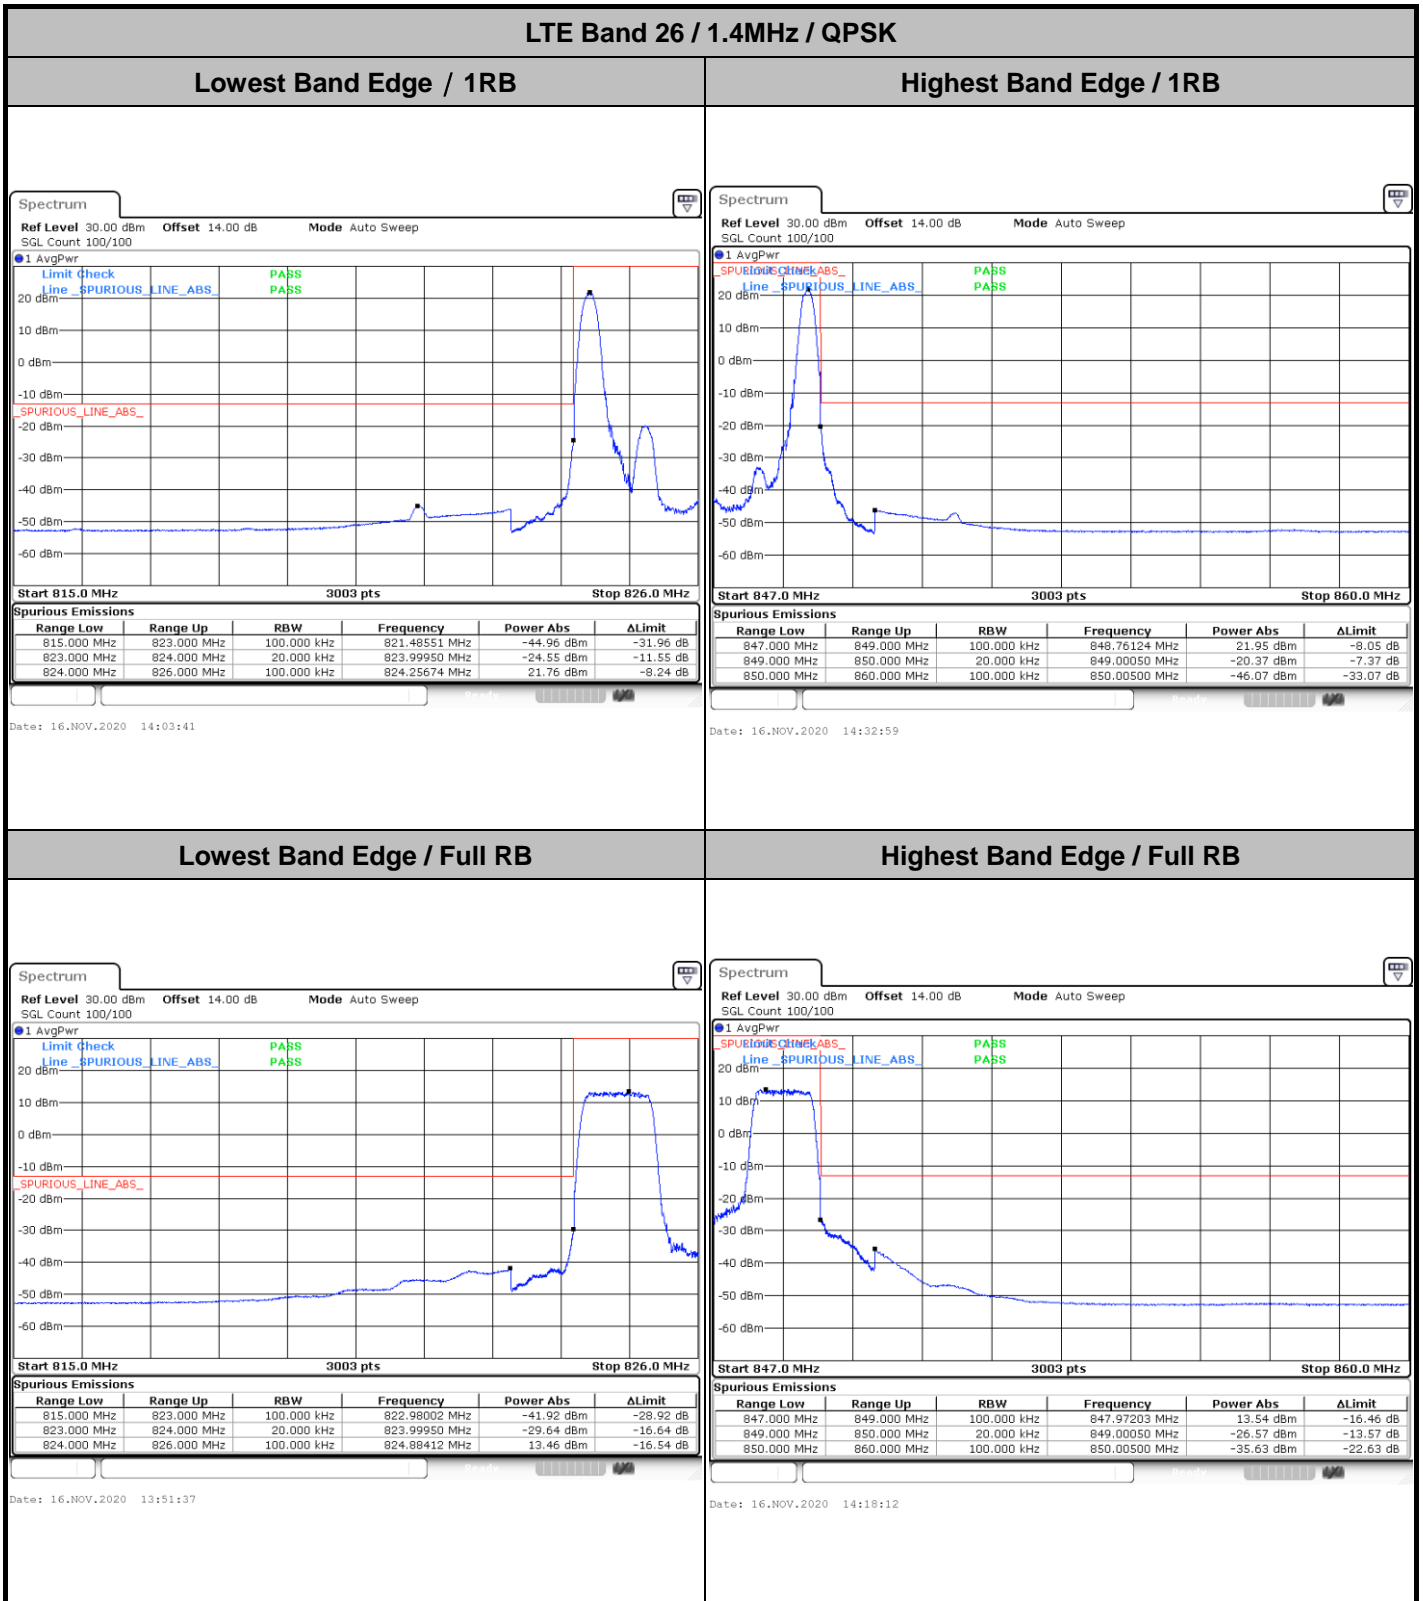 LTE Band 26 / 1.4MHz / QPSK
Lowest Band Edge / 1RB
Highest Band Edge / 1RB
Spectrum
Ref Level 30.00 dBm Offset 14.00 dB Mode Auto Sweep
SGL Count 100/100
1 AvgPwr
Limit Check PASS
Line _SPURIOUS_LINE_ABS_ PASS
20 dBm
10 dBm
0 dBm
-10 dBm
_SPURIOUS_LINE_ABS_
-20 dBm
-30 dBm
-40 dBm
-50 dBm
-60 dBm
Start 815.0 MHz 3003 pts Stop 826.0 MHz
Spurious Emissions
Range Low Range Up RBW Frequency Power Abs ΔLimit
815.000 MHz 823.000 MHz 100.000 kHz 821.48551 MHz -44.96 dBm -31.96 dB
823.000 MHz 824.000 MHz 20.000 kHz 823.99950 MHz -24.55 dBm -11.55 dB
824.000 MHz 826.000 MHz 100.000 kHz 824.25674 MHz 21.76 dBm -8.24 dB
Ready
Date: 16.NOV.2020 14:03:41
Spectrum
Ref Level 30.00 dBm Offset 14.00 dB Mode Auto Sweep
SGL Count 100/100
1 AvgPwr
_SPURIOUS_LINE_ABS_
Limit Check PASS
Line _SPURIOUS_LINE_ABS_ PASS
20 dBm
10 dBm
0 dBm
-10 dBm
-20 dBm
-30 dBm
-40 dBm
-50 dBm
-60 dBm
Start 847.0 MHz 3003 pts Stop 860.0 MHz
Spurious Emissions
Range Low Range Up RBW Frequency Power Abs ΔLimit
847.000 MHz 849.000 MHz 100.000 kHz 848.76124 MHz 21.95 dBm -8.05 dB
849.000 MHz 850.000 MHz 20.000 kHz 849.00050 MHz -20.37 dBm -7.37 dB
850.000 MHz 860.000 MHz 100.000 kHz 850.00500 MHz -46.07 dBm -33.07 dB
Ready
Date: 16.NOV.2020 14:32:59
Lowest Band Edge / Full RB
Highest Band Edge / Full RB
Spectrum
Ref Level 30.00 dBm Offset 14.00 dB Mode Auto Sweep
SGL Count 100/100
1 AvgPwr
Limit Check PASS
Line _SPURIOUS_LINE_ABS_ PASS
20 dBm
10 dBm
0 dBm
-10 dBm
_SPURIOUS_LINE_ABS_
-20 dBm
-30 dBm
-40 dBm
-50 dBm
-60 dBm
Start 815.0 MHz 3003 pts Stop 826.0 MHz
Spurious Emissions
Range Low Range Up RBW Frequency Power Abs ΔLimit
815.000 MHz 823.000 MHz 100.000 kHz 822.98002 MHz -41.92 dBm -28.92 dB
823.000 MHz 824.000 MHz 20.000 kHz 823.99950 MHz -29.64 dBm -16.64 dB
824.000 MHz 826.000 MHz 100.000 kHz 824.88412 MHz 13.46 dBm -16.54 dB
Ready
Date: 16.NOV.2020 13:51:37
Spectrum
Ref Level 30.00 dBm Offset 14.00 dB Mode Auto Sweep
SGL Count 100/100
1 AvgPwr
_SPURIOUS_LINE_ABS_
Limit Check PASS
Line _SPURIOUS_LINE_ABS_ PASS
20 dBm
10 dBm
0 dBm
-10 dBm
-20 dBm
-30 dBm
-40 dBm
-50 dBm
-60 dBm
Start 847.0 MHz 3003 pts Stop 860.0 MHz
Spurious Emissions
Range Low Range Up RBW Frequency Power Abs ΔLimit
847.000 MHz 849.000 MHz 100.000 kHz 847.97203 MHz 13.54 dBm -16.46 dB
849.000 MHz 850.000 MHz 20.000 kHz 849.00050 MHz -26.57 dBm -13.57 dB
850.000 MHz 860.000 MHz 100.000 kHz 850.00500 MHz -35.63 dBm -22.63 dB
Ready
Date: 16.NOV.2020 14:18:12